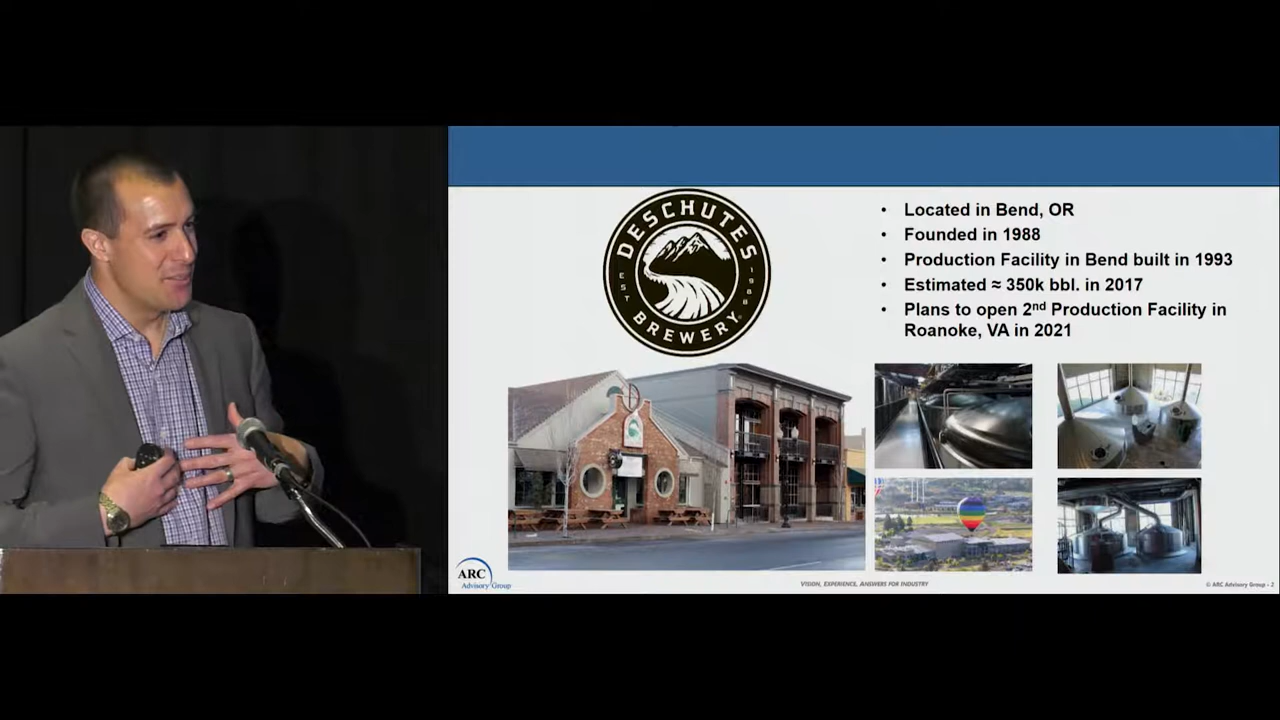 DESCHUTES
EST 1988
BREWERY
• Located in Bend, OR
• Founded in 1988
• Production Facility in Bend built in 1993
• Estimated ≈ 350k bbl. in 2017
• Plans to open 2nd Production Facility in
Roanoke, VA in 2021
ARC
Advisory Group
VISION, EXPERIENCE, ANSWERS FOR INDUSTRY
© ARC Advisory Group • 2